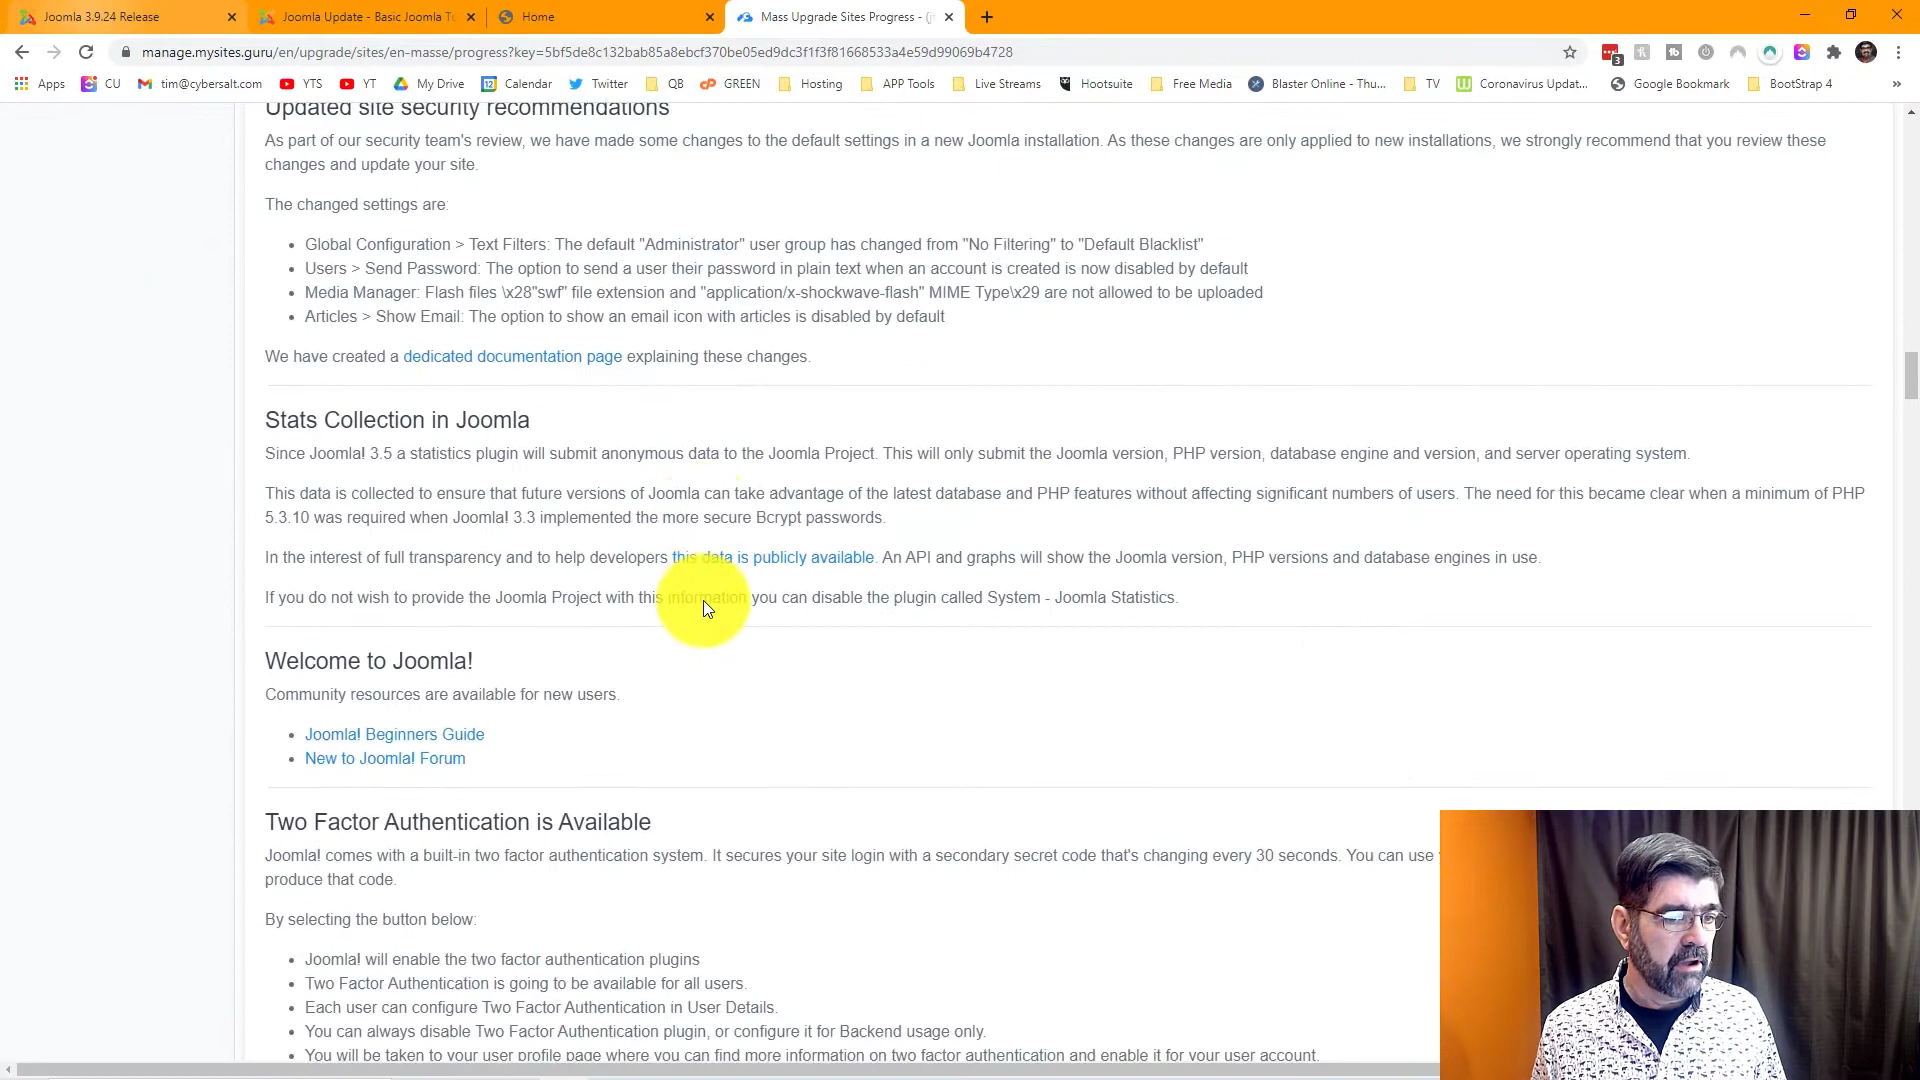 Joomla 3.9.24 Release
Joomla Update - Basic Joomla Tu
Home
Mass Upgrade Sites Progress - (j
manage.mysites.guru/en/upgrade/sites/en-masse/progress?key=5bf5de8c132bab85a8ebcf370be05ed9dc3f1f3f81668533a4e59d99069b4728
3
Apps CU tim@cybersalt.com YTS YT My Drive 12 Calendar Twitter QB GREEN Hosting APP Tools Live Streams Hootsuite Free Media Blaster Online - Thu... TV Coronavirus Updat... Google Bookmark BootStrap 4 »
Updated site security recommendations
As part of our security team's review, we have made some changes to the default settings in a new Joomla installation. As these changes are only applied to new installations, we strongly recommend that you review these
changes and update your site.
The changed settings are:
• Global Configuration > Text Filters: The default "Administrator" user group has changed from "No Filtering" to "Default Blacklist"
• Users > Send Password: The option to send a user their password in plain text when an account is created is now disabled by default
• Media Manager: Flash files \x28"swf" file extension and "application/x-shockwave-flash" MIME Type\x29 are not allowed to be uploaded
• Articles > Show Email: The option to show an email icon with articles is disabled by default
We have created a dedicated documentation page explaining these changes.
Stats Collection in Joomla
Since Joomla! 3.5 a statistics plugin will submit anonymous data to the Joomla Project. This will only submit the Joomla version, PHP version, database engine and version, and server operating system.
This data is collected to ensure that future versions of Joomla can take advantage of the latest database and PHP features without affecting significant numbers of users. The need for this became clear when a minimum of PHP
5.3.10 was required when Joomla! 3.3 implemented the more secure Bcrypt passwords.
In the interest of full transparency and to help developers this data is publicly available. An API and graphs will show the Joomla version, PHP versions and database engines in use.
If you do not wish to provide the Joomla Project with this information you can disable the plugin called System - Joomla Statistics.
Welcome to Joomla!
Community resources are available for new users.
• Joomla! Beginners Guide
• New to Joomla! Forum
Two Factor Authentication is Available
Joomla! comes with a built-in two factor authentication system. It secures your site login with a secondary secret code that's changing every 30 seconds. You can use
produce that code.
By selecting the button below:
• Joomla! will enable the two factor authentication plugins
• Two Factor Authentication is going to be available for all users.
• Each user can configure Two Factor Authentication in User Details.
• You can always disable Two Factor Authentication plugin, or configure it for Backend usage only.
• You will be taken to your user profile page where you can find more information on two factor authentication and enable it for your user account.